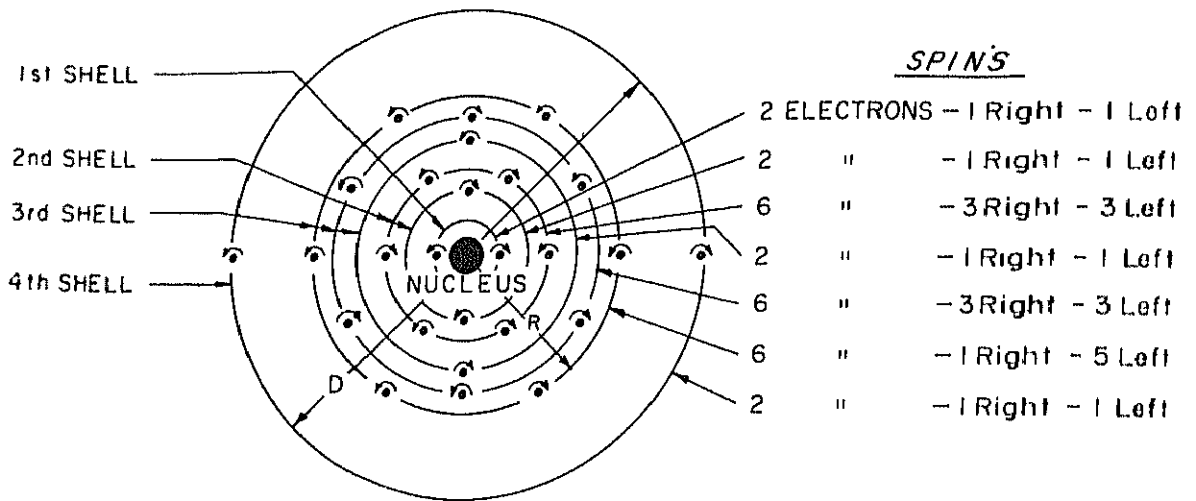 SPIN'S
1st SHELL
2 ELECTRONS - 1 Right - 1 Left
2nd SHELL
2 " - 1 Right - 1 Left
3rd SHELL
6 " - 3 Right - 3 Left
2 " - 1 Right - 1 Left
4th SHELL
NUCLEUS
6 " - 3 Right - 3 Left
R
6 " - 1 Right - 5 Left
D
2 " - 1 Right - 1 Left